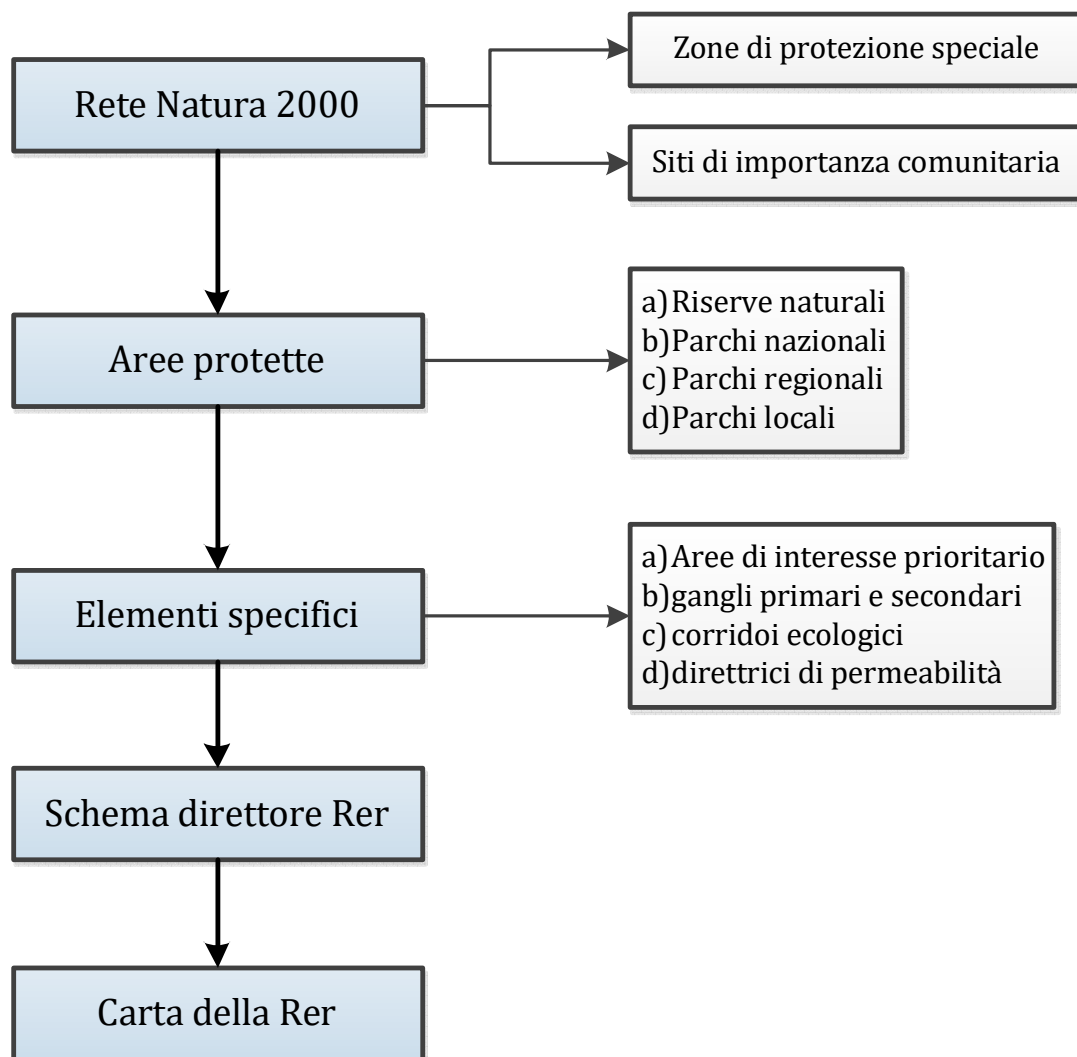 Zone di protezione speciale
Rete Natura 2000
Siti di importanza comunitaria
Aree protette
a)Riserve naturali
b)Parchi nazionali
c)Parchi regionali
d)Parchi locali
Elementi specifici
a)Aree di interesse prioritario
b)gangli primari e secondari
c)corridoi ecologici
d)direttrici di permeabilità
Schema direttore Rer
Carta della Rer